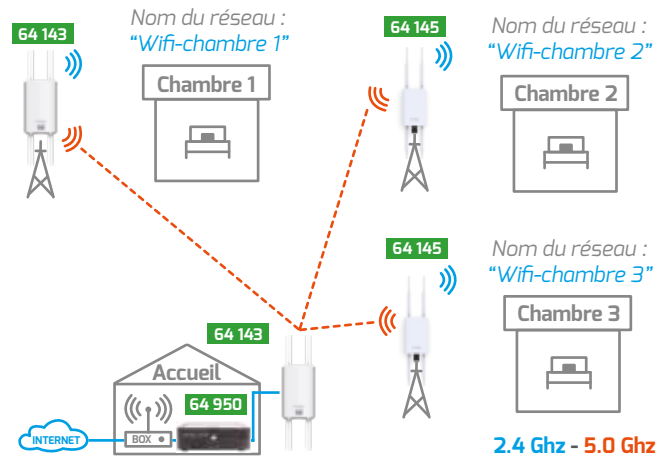 64 143
Nom du réseau :
“Wifi-chambre 1”
Chambre 1
64 145
Nom du réseau :
“Wifi-chambre 2”
Chambre 2
64 145
Nom du réseau :
“Wifi-chambre 3”
Chambre 3
64 143
Accueil
64 950
INTERNET
BOX
2.4 Ghz - 5.0 Ghz